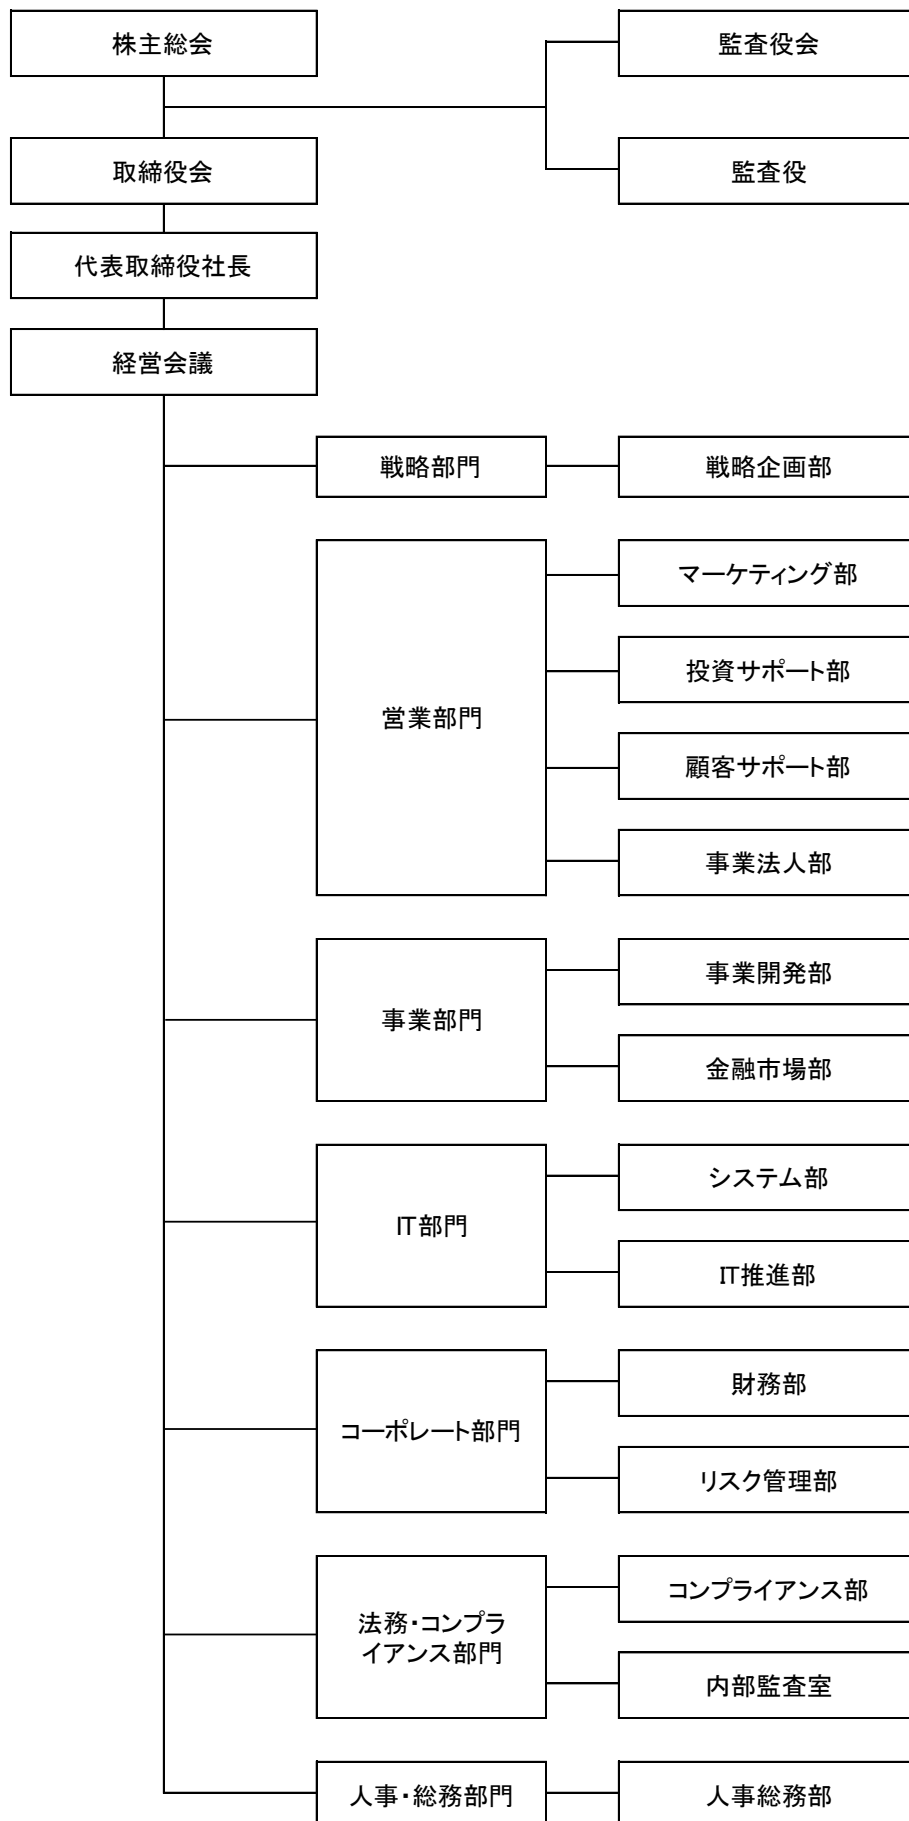 株主総会
監査役会
取締役会
監査役
代表取締役社長
経営会議
戦略部門
戦略企画部
営業部門
マーケティング部
投資サポート部
顧客サポート部
事業法人部
事業部門
事業開発部
金融市場部
IT部門
システム部
IT推進部
コーポレート部門
財務部
リスク管理部
法務・コンプラ
イアンス部門
コンプライアンス部
内部監査室
人事・総務部門
人事総務部